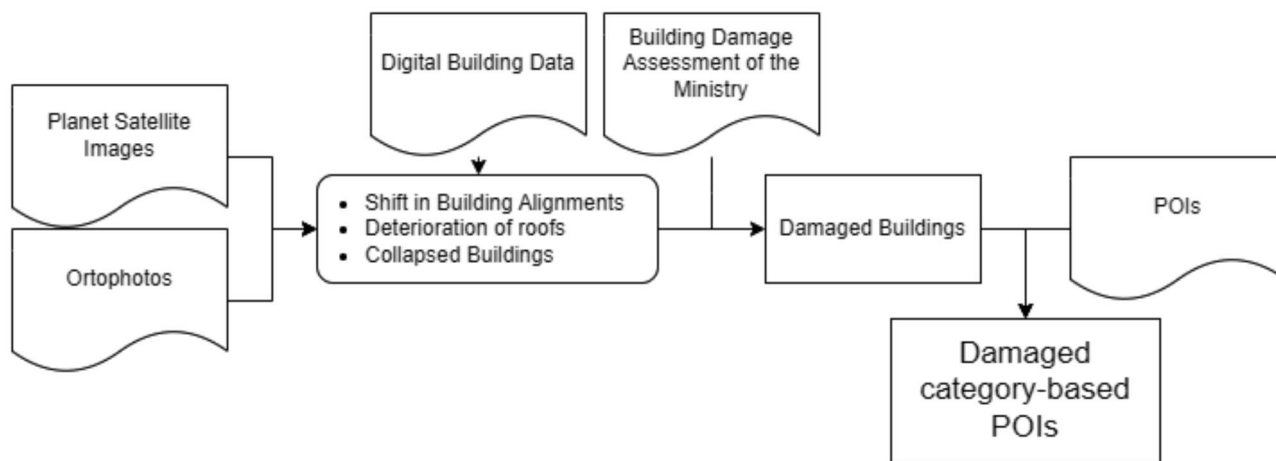 Planet Satellite
Images
Ortophotos
Digital Building Data
Building Damage
Assessment of the
Ministry
• Shift in Building Alignments
• Deterioration of roofs
• Collapsed Buildings
Damaged Buildings
POIs
Damaged
category-based
POIs